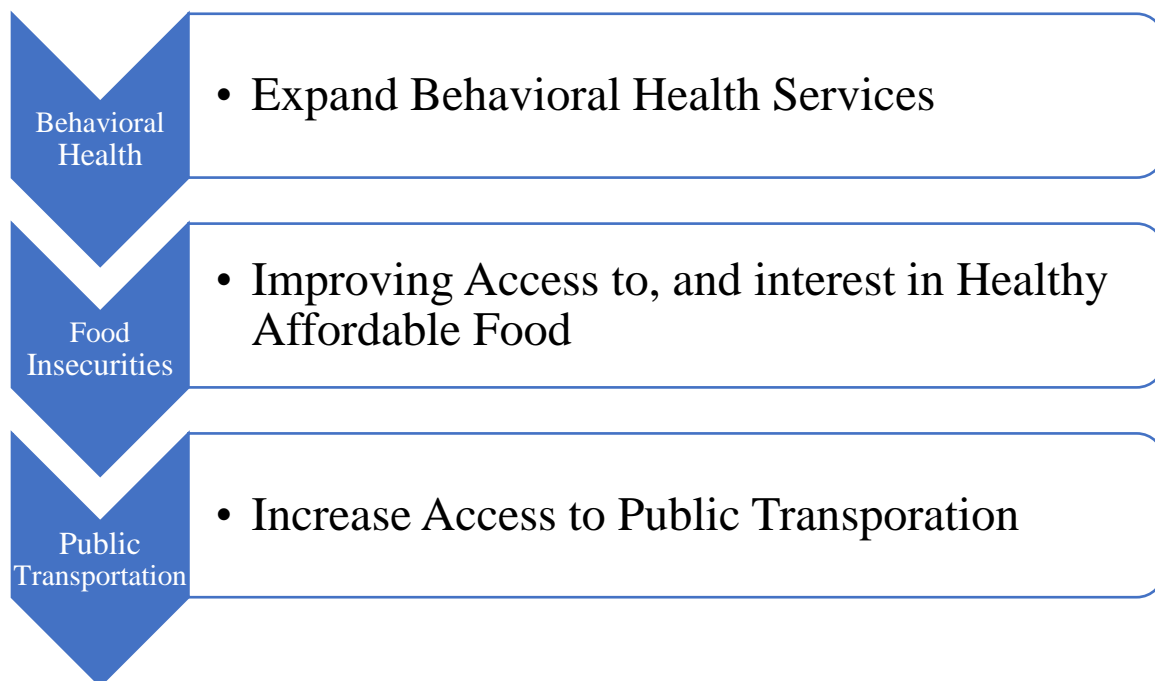 Behavioral
Health
• Expand Behavioral Health Services
Food
Insecurities
• Improving Access to, and interest in Healthy
Affordable Food
Public
Transportation
• Increase Access to Public Transporation